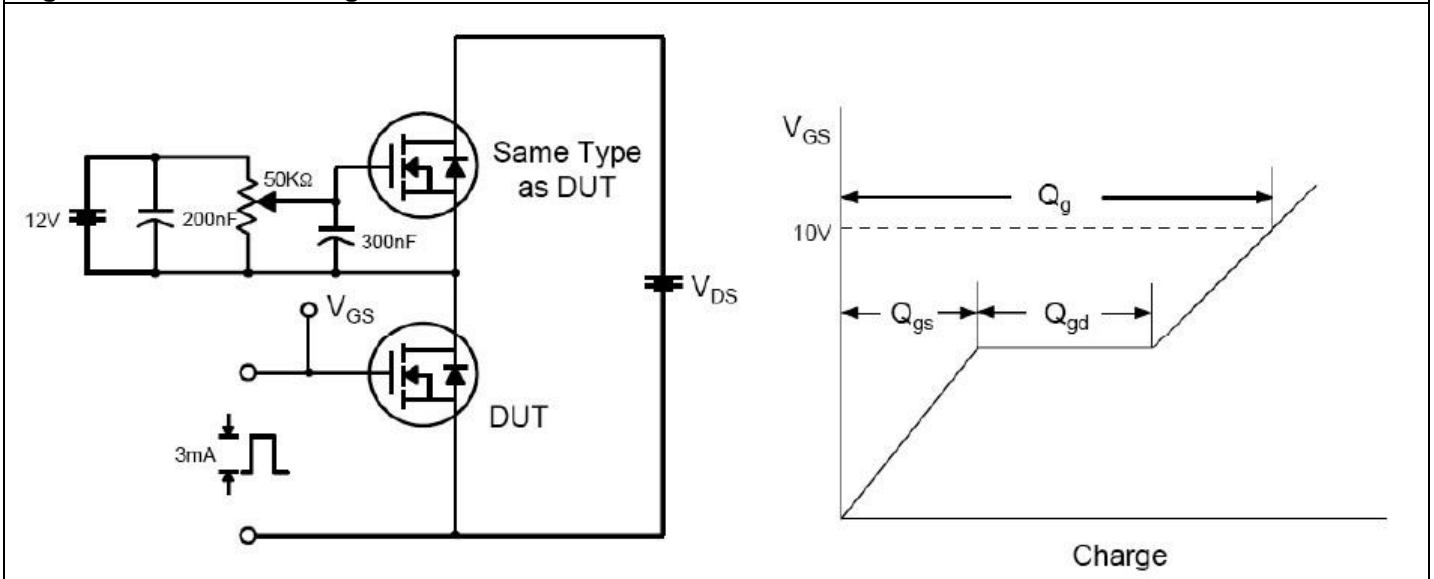 Same Type
as DUT
50KΩ
12V
200nF
300nF
V_GS
V_DS
DUT
3mA
V_GS
Q_g
10V
Q_gs
Q_gd
Charge